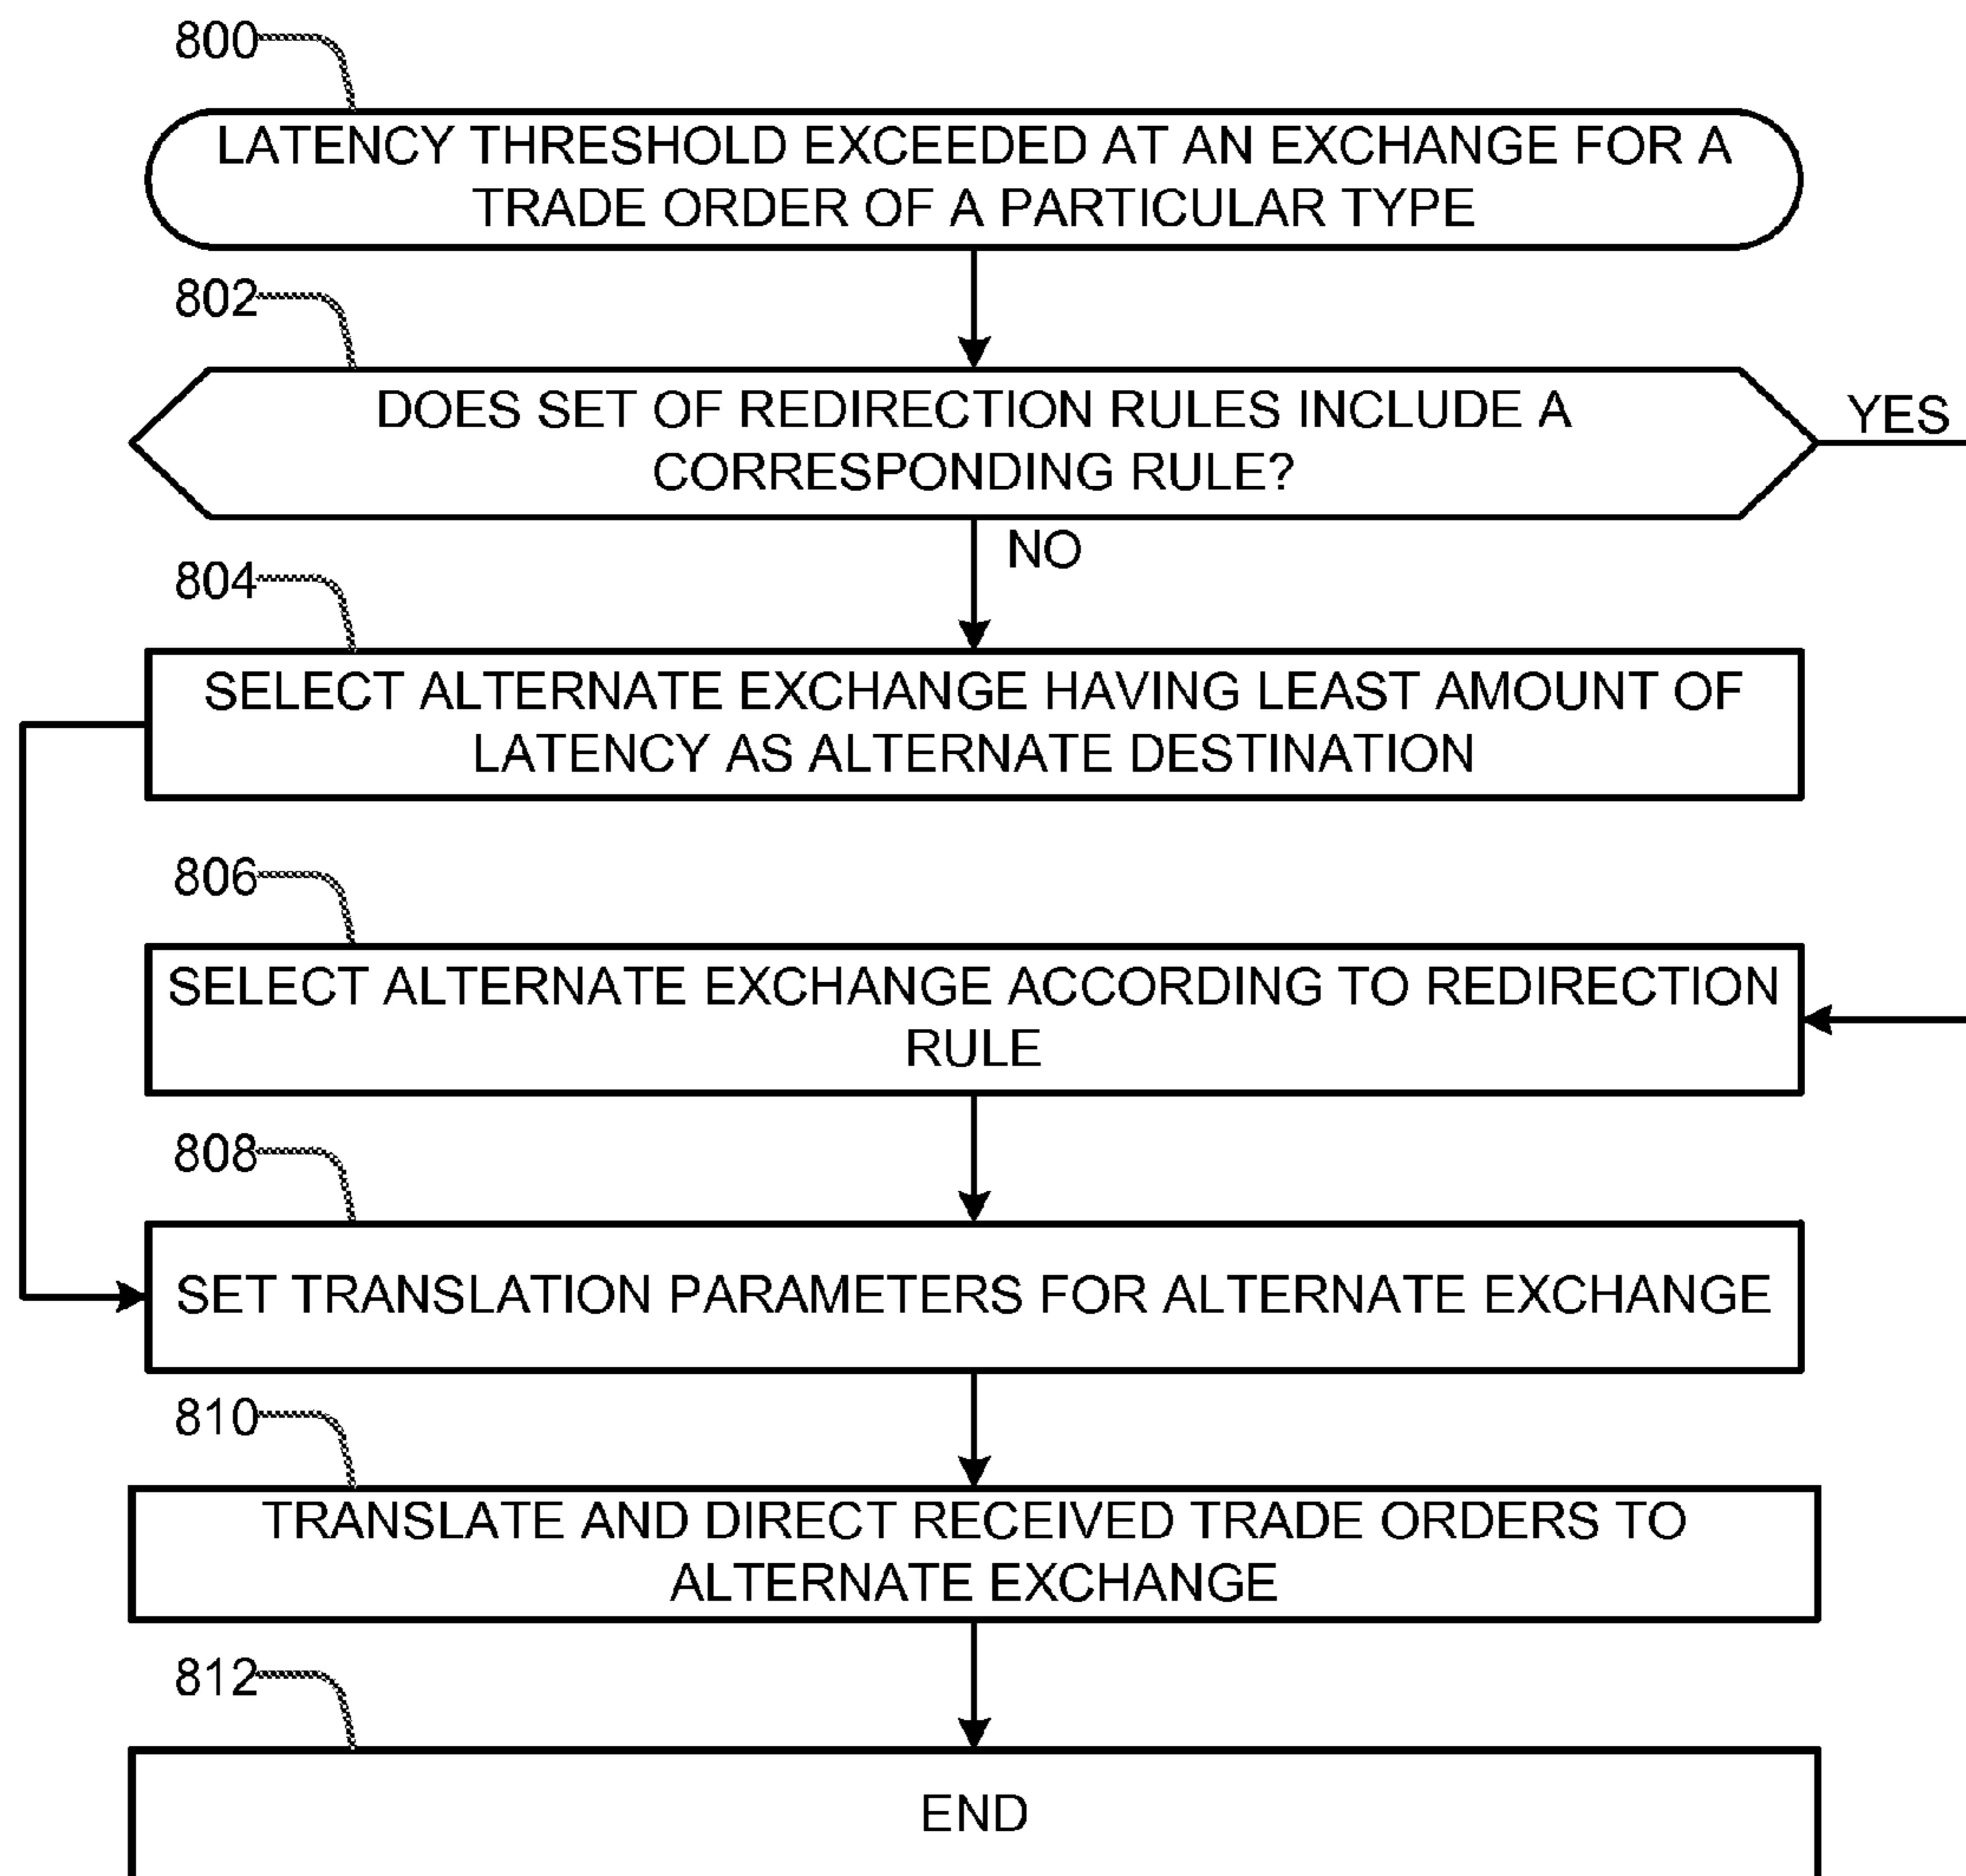 800
LATENCY THRESHOLD EXCEEDED AT AN EXCHANGE FOR A
TRADE ORDER OF A PARTICULAR TYPE
802
DOES SET OF REDIRECTION RULES INCLUDE A
CORRESPONDING RULE?
YES
NO
804
SELECT ALTERNATE EXCHANGE HAVING LEAST AMOUNT OF
LATENCY AS ALTERNATE DESTINATION
806
SELECT ALTERNATE EXCHANGE ACCORDING TO REDIRECTION
RULE
808
SET TRANSLATION PARAMETERS FOR ALTERNATE EXCHANGE
810
TRANSLATE AND DIRECT RECEIVED TRADE ORDERS TO
ALTERNATE EXCHANGE
812
END